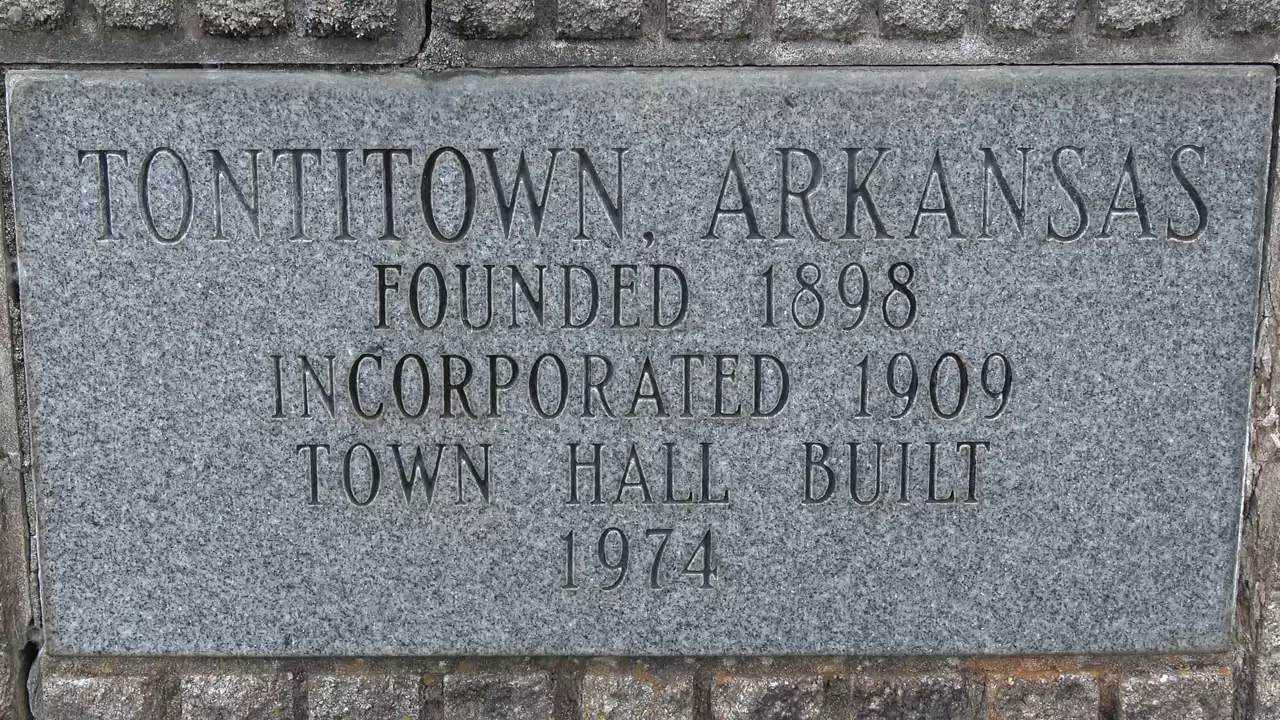 TONTITOWN, ARKANSAS
FOUNDED 1898
INCORPORATED 1909
TOWN HALL BUILT
1974